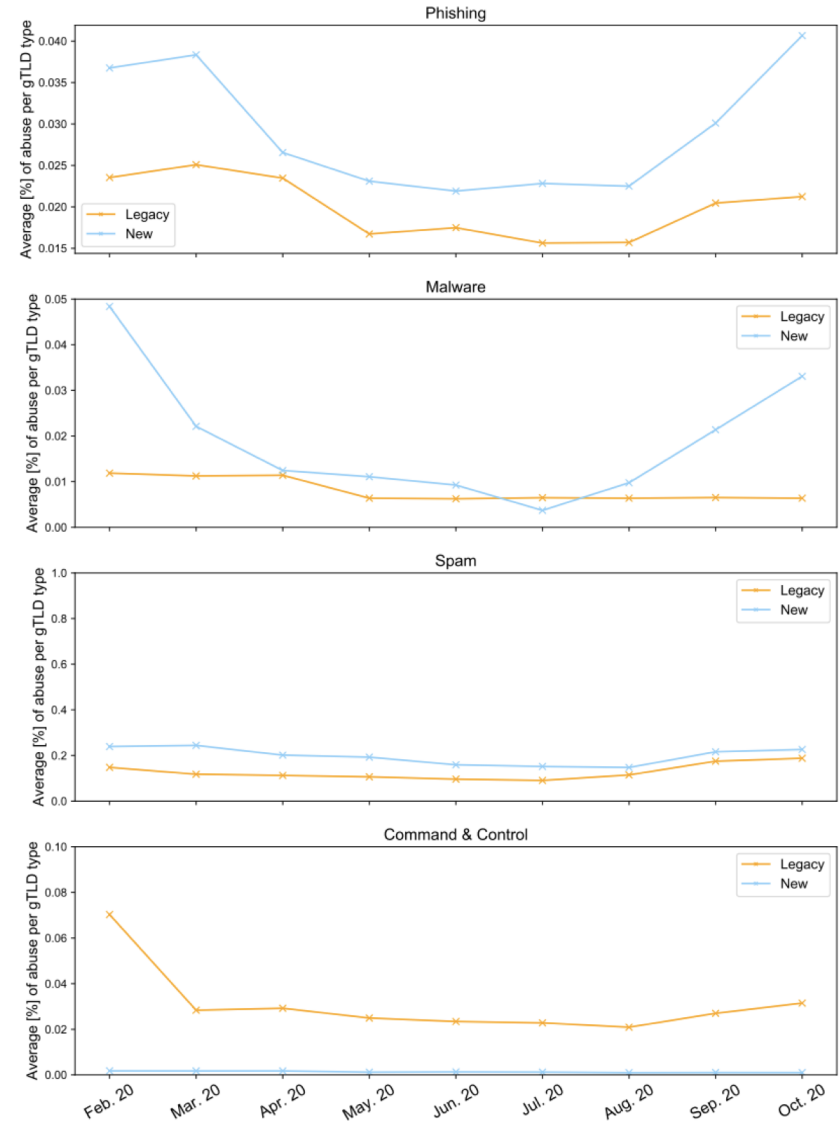 Phishing
Average [%] of abuse per gTLD type
0.040
0.035
0.030
0.025
0.020
0.015
Legacy
New
Malware
Average [%] of abuse per gTLD type
0.05
0.04
0.03
0.02
0.01
0.00
Legacy
New
Spam
Average [%] of abuse per gTLD type
1.0
0.8
0.6
0.4
0.2
0.0
Legacy
New
Command & Control
Average [%] of abuse per gTLD type
0.10
0.08
0.06
0.04
0.02
0.00
Legacy
New
Feb. 20
Mar. 20
Apr. 20
May. 20
Jun. 20
Jul. 20
Aug. 20
Sep. 20
Oct. 20